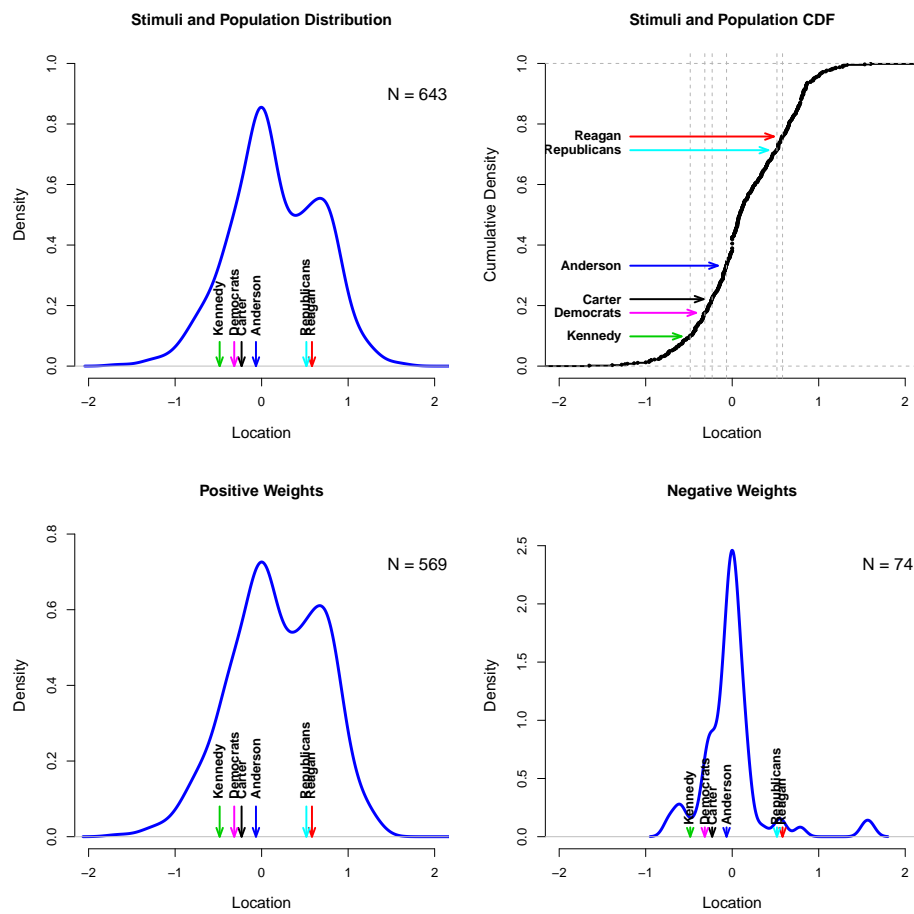 Stimuli and Population Distribution
N = 643
Density
0.0
0.2
0.4
0.6
0.8
1.0
Kennedy
Democrats
Carter
Anderson
Republicans
Reagan
−2
−1
0
1
2
Location
Stimuli and Population CDF
Cumulative Density
0.0
0.2
0.4
0.6
0.8
1.0
Reagan
Republicans
Anderson
Carter
Democrats
Kennedy
−2
−1
0
1
2
Location
Positive Weights
N = 569
Density
0.0
0.2
0.4
0.6
0.8
Kennedy
Democrats
Carter
Anderson
Republicans
Reagan
−2
−1
0
1
2
Location
Negative Weights
N = 74
Density
0.0
0.5
1.0
1.5
2.0
2.5
Kennedy
Democrats
Carter
Anderson
Republicans
Reagan
−2
−1
0
1
2
Location